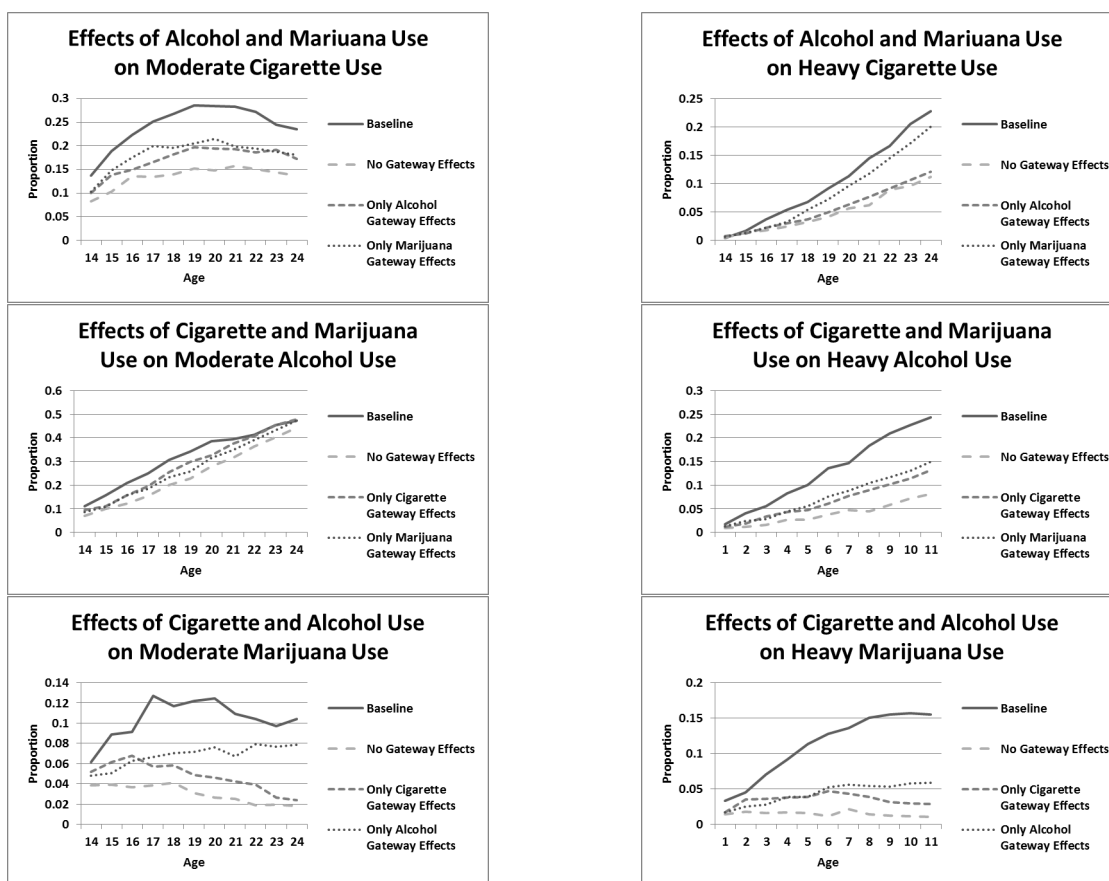 Effects of Alcohol and Mariuana Use
on Moderate Cigarette Use
0.3
0.25
0.2
0.15
0.1
0.05
0
Proportion
14 15 16 17 18 19 20 21 22 23 24
Age
Baseline
No Gateway Effects
Only Alcohol
Gateway Effects
Only Marijuana
Gateway Effects
Effects of Alcohol and Mariuana Use
on Heavy Cigarette Use
0.25
0.2
0.15
0.1
0.05
0
Proportion
14 15 16 17 18 19 20 21 22 23 24
Age
Baseline
No Gateway Effects
Only Alcohol
Gateway Effects
Only Marijuana
Gateway Effects
Effects of Cigarette and Marijuana
Use on Moderate Alcohol Use
0.6
0.5
0.4
0.3
0.2
0.1
0
Proportion
14 15 16 17 18 19 20 21 22 23 24
Age
Baseline
No Gateway Effects
Only Cigarette
Gateway Effects
Only Marijuana
Gateway Effects
Effects of Cigarette and Marijuana
Use on Heavy Alcohol Use
0.3
0.25
0.2
0.15
0.1
0.05
0
Proportion
1 2 3 4 5 6 7 8 9 10 11
Age
Baseline
No Gateway Effects
Only Cigarette
Gateway Effects
Only Marijuana
Gateway Effects
Effects of Cigarette and Alcohol Use
on Moderate Marijuana Use
0.14
0.12
0.1
0.08
0.06
0.04
0.02
0
Proportion
14 15 16 17 18 19 20 21 22 23 24
Age
Baseline
No Gateway Effects
Only Cigarette
Gateway Effects
Only Alcohol
Gateway Effects
Effects of Cigarette and Alcohol Use
on Heavy Marijuana Use
0.2
0.15
0.1
0.05
0
Proportion
1 2 3 4 5 6 7 8 9 10 11
Age
Baseline
No Gateway Effects
Only Cigarette
Gateway Effects
Only Alcohol
Gateway Effects